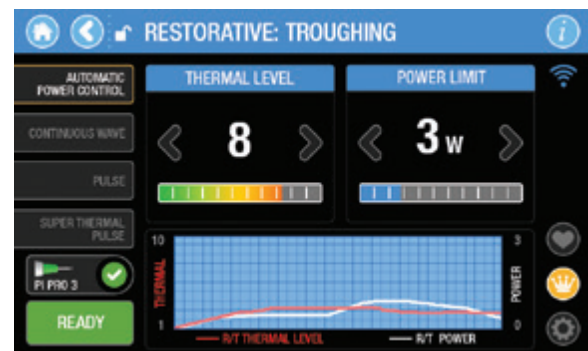 RESTORATIVE: TROUGHING
i
AUTOMATIC
POWER CONTROL
CONTINUOUS WAVE
PULSE
SUPER THERMAL
PULSE
PI PRO 3
READY
THERMAL LEVEL
8
POWER LIMIT
3 W
10
THERMAL
1
3
POWER
0
R/T THERMAL LEVEL
R/T POWER